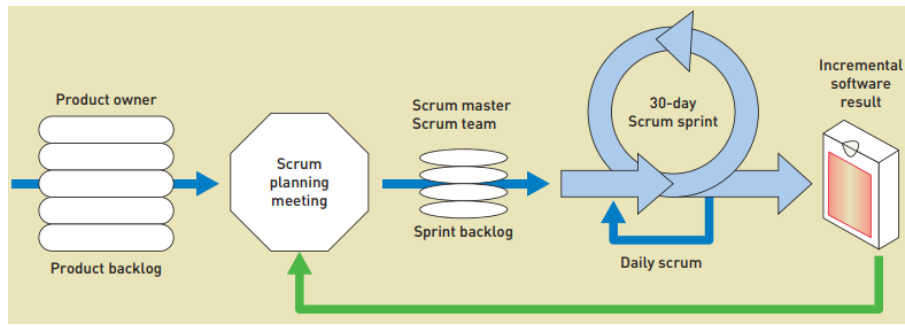 Product owner
Product backlog
Scrum
planning
meeting
Scrum master
Scrum team
Sprint backlog
30-day
Scrum sprint
Daily scrum
Incremental
software
result